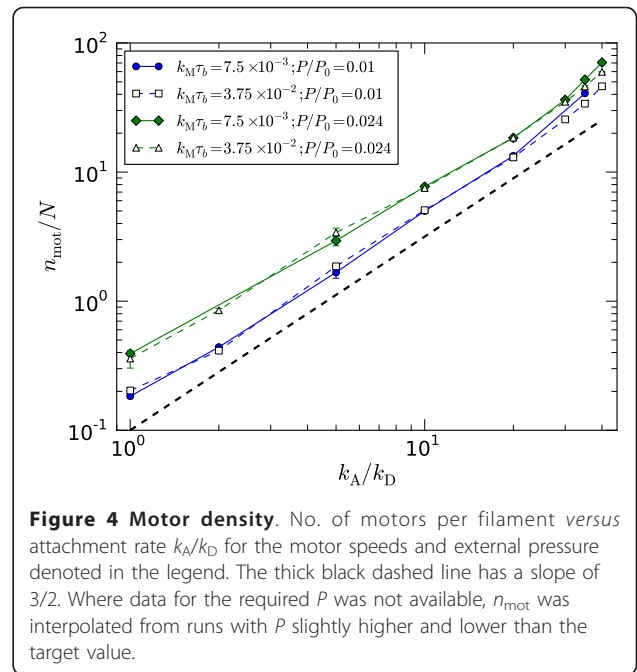 10²
k_M τ_b = 7.5 × 10⁻³; P/P₀ = 0.01
k_M τ_b = 3.75 × 10⁻²; P/P₀ = 0.01
k_M τ_b = 7.5 × 10⁻³; P/P₀ = 0.024
k_M τ_b = 3.75 × 10⁻²; P/P₀ = 0.024
10¹
n_mot/N
10⁰
10⁻¹
10⁰ 10¹
k_A/k_D
Figure 4 Motor density. No. of motors per filament versus
attachment rate k_A/k_D for the motor speeds and external pressure
denoted in the legend. The thick black dashed line has a slope of
3/2. Where data for the required P was not available, n_mot was
interpolated from runs with P slightly higher and lower than the
target value.